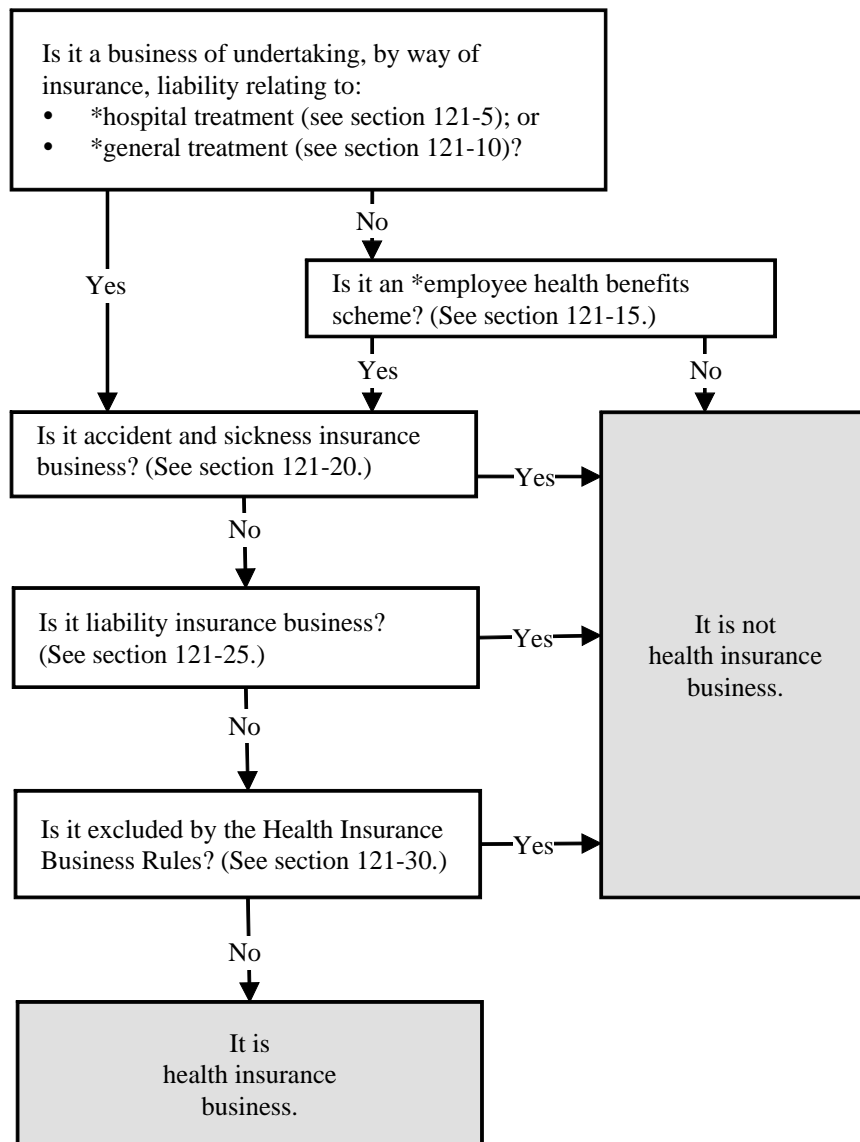 Is it a business of undertaking, by way of
insurance, liability relating to:
• *hospital treatment (see section 121-5); or
• *general treatment (see section 121-10)?
No
Yes
Is it an *employee health benefits
scheme? (See section 121-15.)
Yes
No
Is it accident and sickness insurance
business? (See section 121-20.)
Yes
No
Is it liability insurance business?
(See section 121-25.)
Yes
It is not
health insurance
business.
No
Is it excluded by the Health Insurance
Business Rules? (See section 121-30.)
Yes
No
It is
health insurance
business.